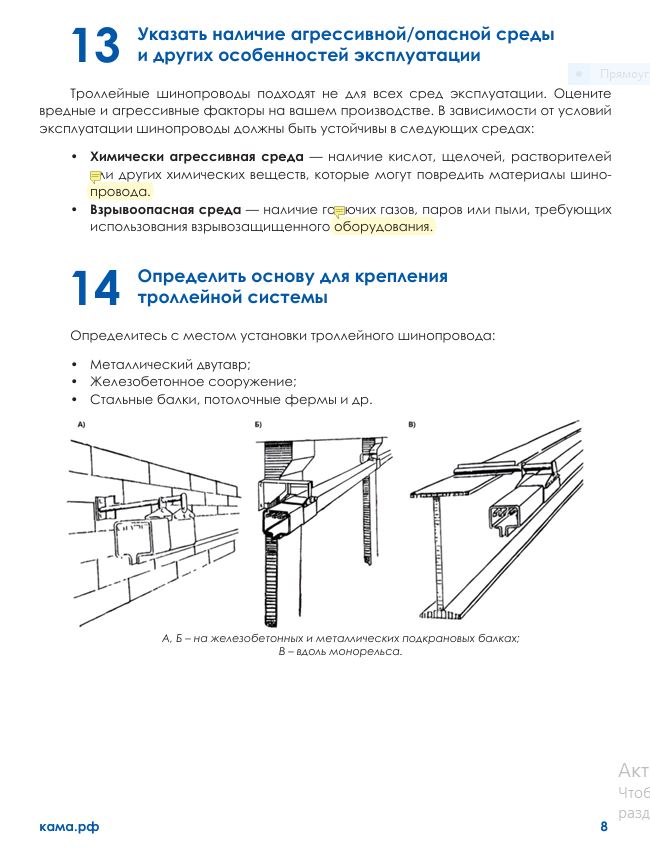 13
Указать наличие агрессивной/опасной среды
и других особенностей эксплуатации
Прямоуг
Троллейные шинопроводы подходят не для всех сред эксплуатации. Оцените
вредные и агрессивные факторы на вашем производстве. В зависимости от условий
эксплуатации шинопроводы должны быть устойчивы в следующих средах:
• Химически агрессивная среда — наличие кислот, щелочей, растворителей
или других химических веществ, которые могут повредить материалы шино-
провода.
• Взрывоопасная среда — наличие горючих газов, паров или пыли, требующих
использования взрывозащищенного оборудования.
14
Определить основу для крепления
троллейной системы
Определитесь с местом установки троллейного шинопровода:
• Металлический двутавр;
• Железобетонное сооружение;
• Стальные балки, потолочные фермы и др.
А) Б) В)
А, Б – на железобетонных и металлических подкрановых балках;
В – вдоль монорельса.
Акт
Чтоб
разд
кама.рф 8